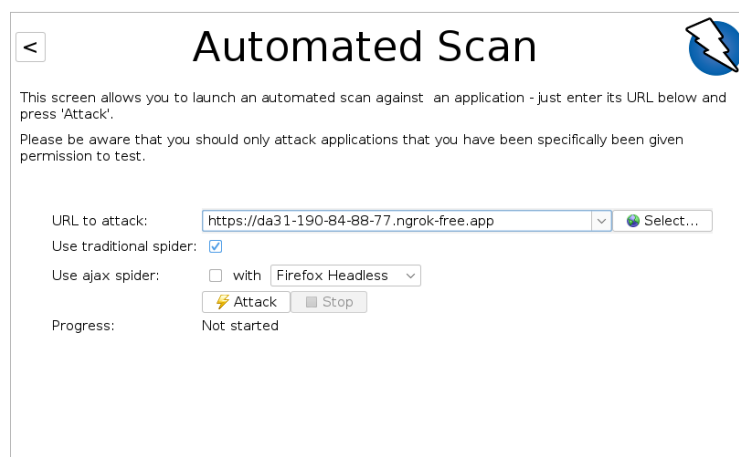 <
Automated Scan
This screen allows you to launch an automated scan against an application - just enter its URL below and
press 'Attack'.
Please be aware that you should only attack applications that you have been specifically been given
permission to test.
URL to attack: https://da31-190-84-88-77.ngrok-free.app Select...
Use traditional spider:
Use ajax spider: with Firefox Headless
Attack Stop
Progress: Not started